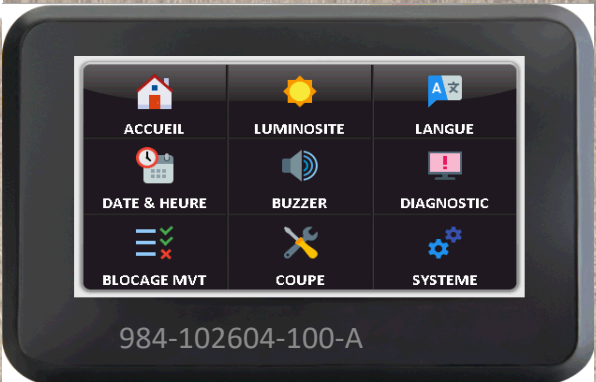 ACCUEIL
LUMINOSITE
LANGUE
DATE & HEURE
BUZZER
DIAGNOSTIC
BLOCAGE MVT
COUPE
SYSTEME
984-102604-100-A